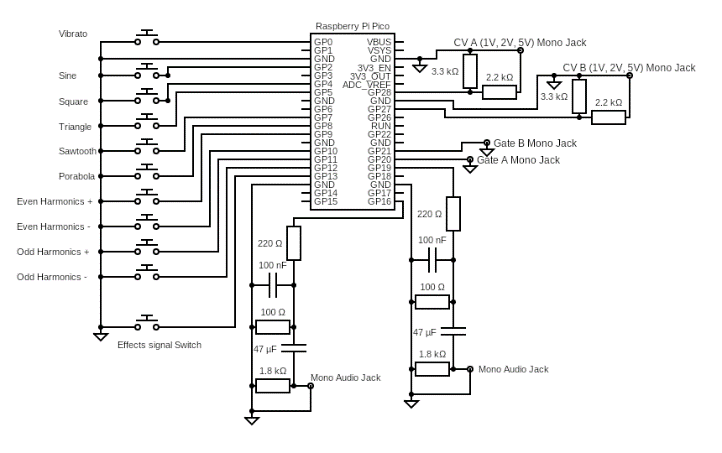 Raspberry Pi Pico
Vibrato
Sine
Square
Triangle
Sawtooth
Porabola
Even Harmonics +
Even Harmonics -
Odd Harmonics +
Odd Harmonics -
Effects signal Switch
GP0
GP1
GND
GP2
GP3
GP4
GP5
GND
GP6
GP7
GP8
GP9
GND
GP10
GP11
GP12
GP13
GND
GP14
GP15
VBUS
VSYS
GND
3V3_EN
3V3_OUT
ADC_VREF
GP28
GND
GP27
GP26
RUN
GP22
GND
GP21
GP20
GP19
GP18
GND
GP17
GP16
CV A (1V, 2V, 5V) Mono Jack
3.3 kΩ
2.2 kΩ
CV B (1V, 2V, 5V) Mono Jack
3.3 kΩ
2.2 kΩ
Gate B Mono Jack
Gate A Mono Jack
220 Ω
100 nF
100 Ω
47 µF
1.8 kΩ
Mono Audio Jack
220 Ω
100 nF
100 Ω
47 µF
1.8 kΩ
Mono Audio Jack